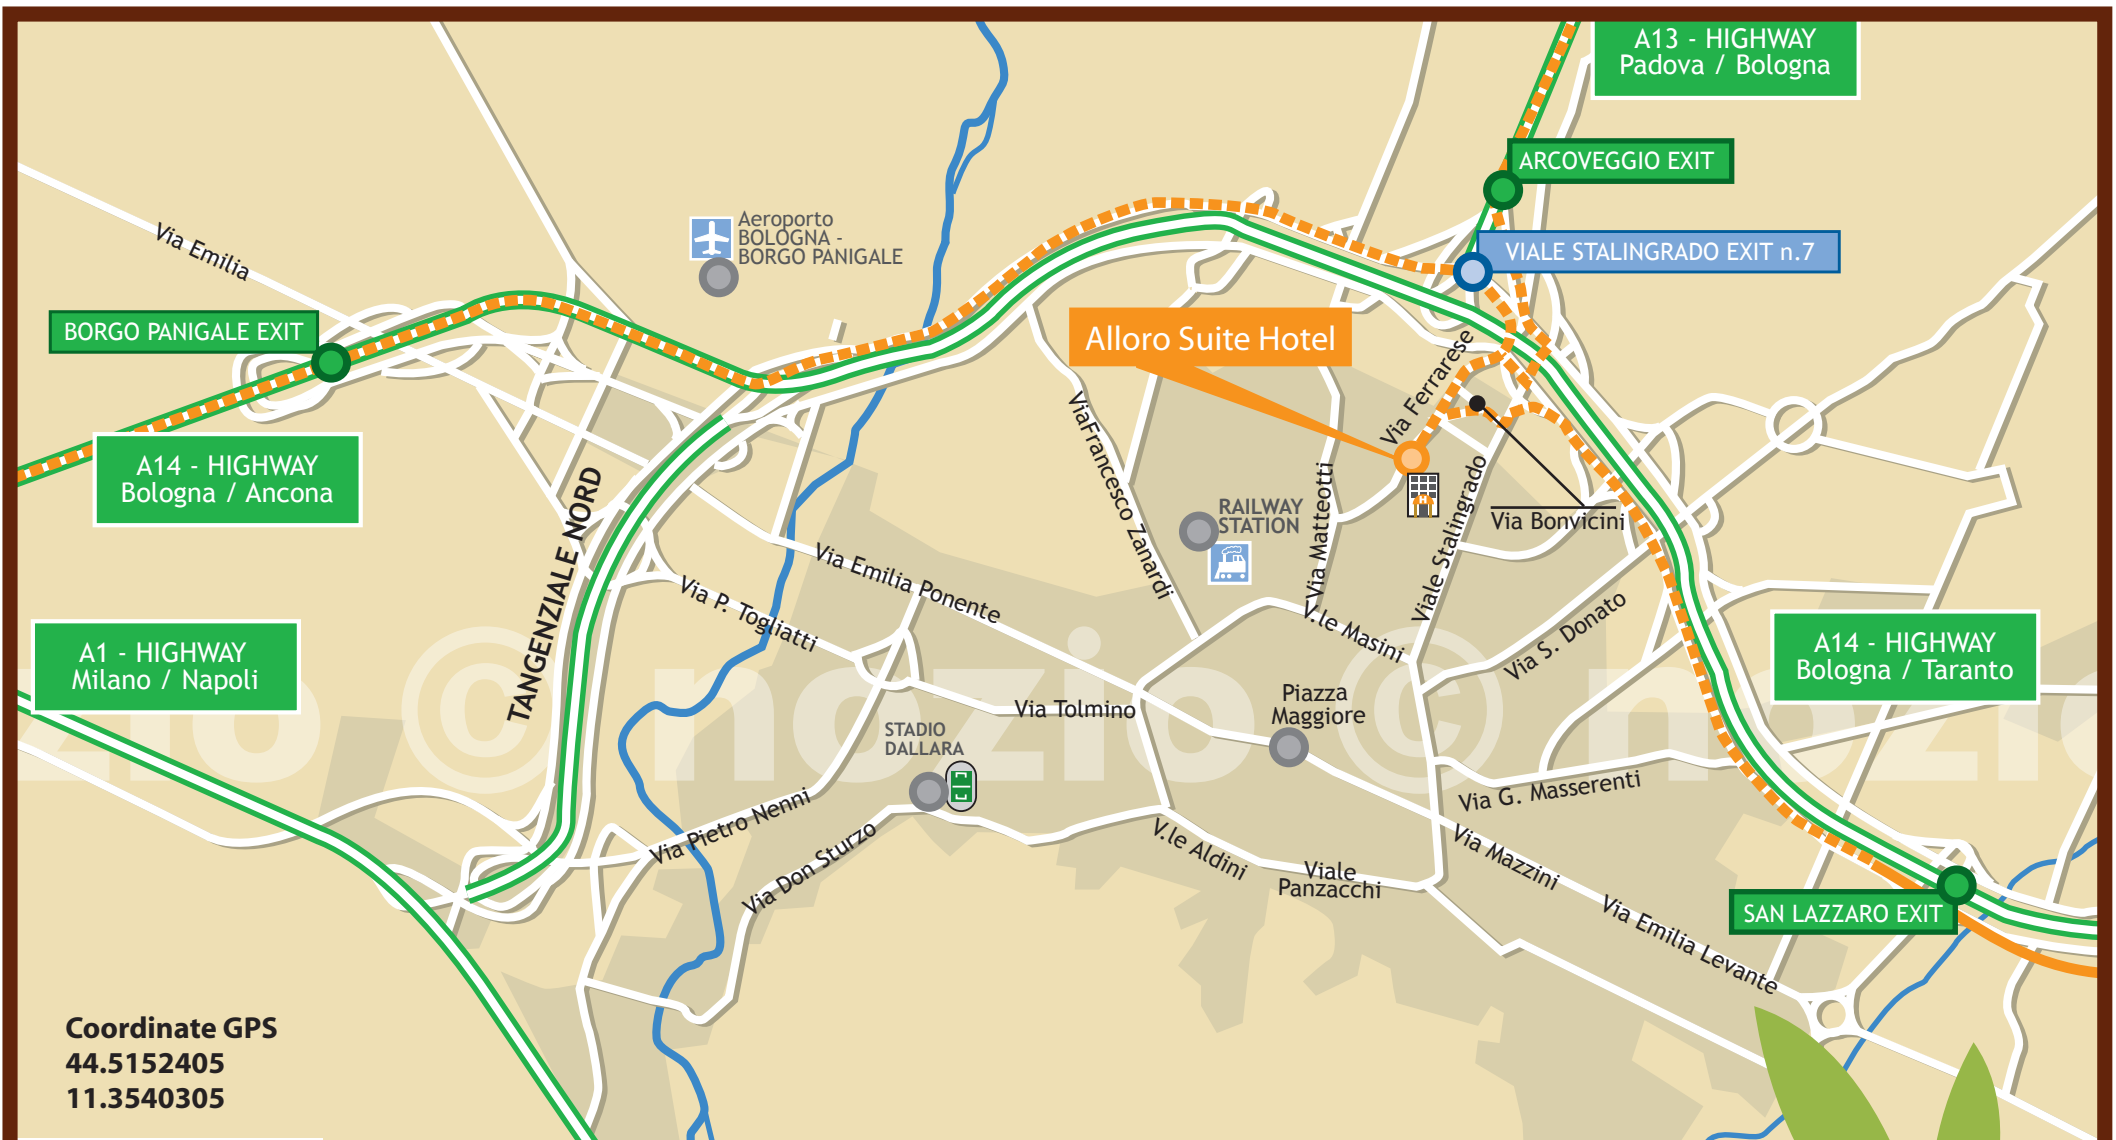 A13 - HIGHWAY
Padova / Bologna
ARCOVEGGIO EXIT
VIALE STALINGRADO EXIT n.7
Aeroporto
BOLOGNA -
BORGO PANIGALE
Via Emilia
BORGO PANIGALE EXIT
Alloro Suite Hotel
Via Ferrarese
A14 - HIGHWAY
Bologna / Ancona
TANGENZIALE NORD
ViaFrancesco Zanardi
RAILWAY
STATION
Via Matteotti
Viale Stalingrado
H
Via Bonvicini
Via Emilia Ponente
Via P. Togliatti
V.le Masini
Via S. Donato
A1 - HIGHWAY
Milano / Napoli
A14 - HIGHWAY
Bologna / Taranto
zio © nozio © nozio
Via Tolmino
Piazza
Maggiore
STADIO
DALLARA
Via Pietro Nenni
Via Don Sturzo
V.le Aldini
Viale
Panzacchi
Via G. Masserenti
Via Mazzini
Via Emilia Levante
SAN LAZZARO EXIT
Coordinate GPS
44.5152405
11.3540305